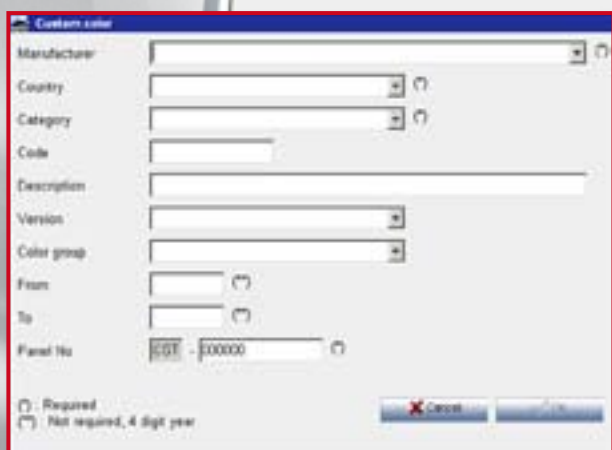 Custom color
Manufacturer (*)
Country (*)
Category (*)
Code
Description
Version
Color group
From (**)
To (**)
Panel No CGT - 000000 (*)
(*) : Required
(**) : Not required, 4 digit year
Cancel